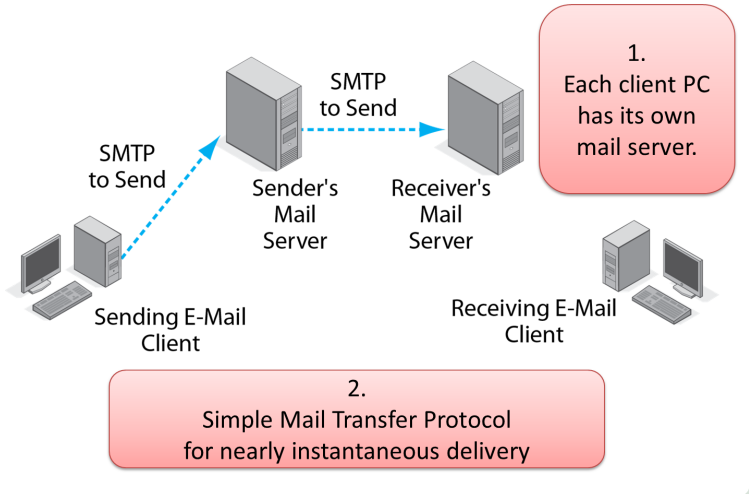 1.
Each client PC
has its own
mail server.
SMTP
to Send
SMTP
to Send
Sender's
Mail
Server
Receiver's
Mail
Server
Sending E-Mail
Client
Receiving E-Mail
Client
2.
Simple Mail Transfer Protocol
for nearly instantaneous delivery